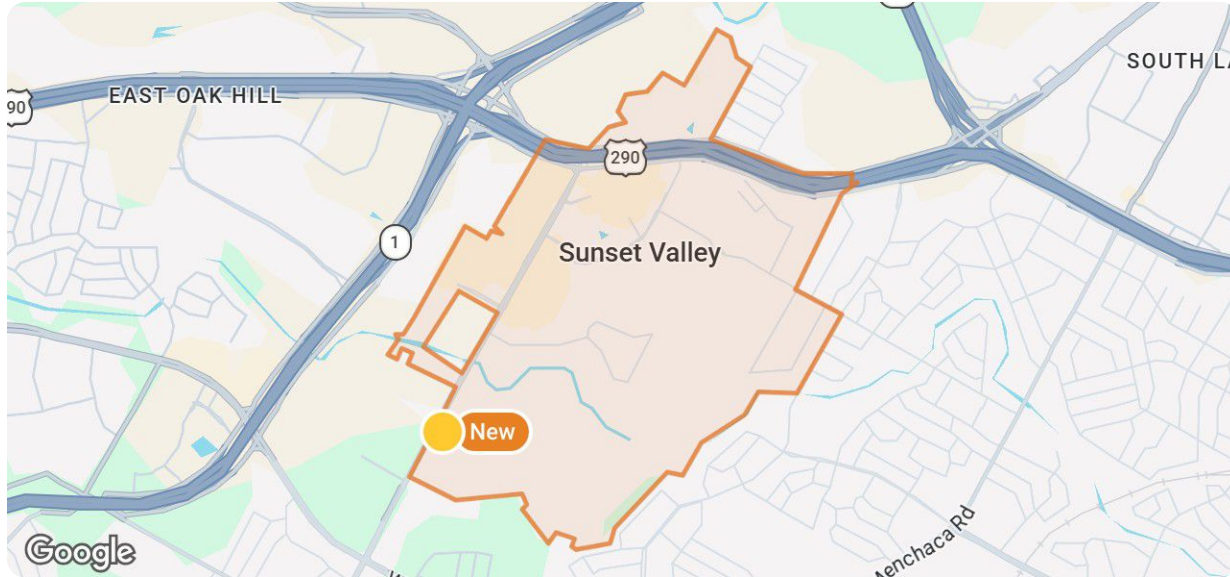 SOUTH LA
90
EAST OAK HILL
290
1
Sunset Valley
New
Menchaca Rd
Google
W